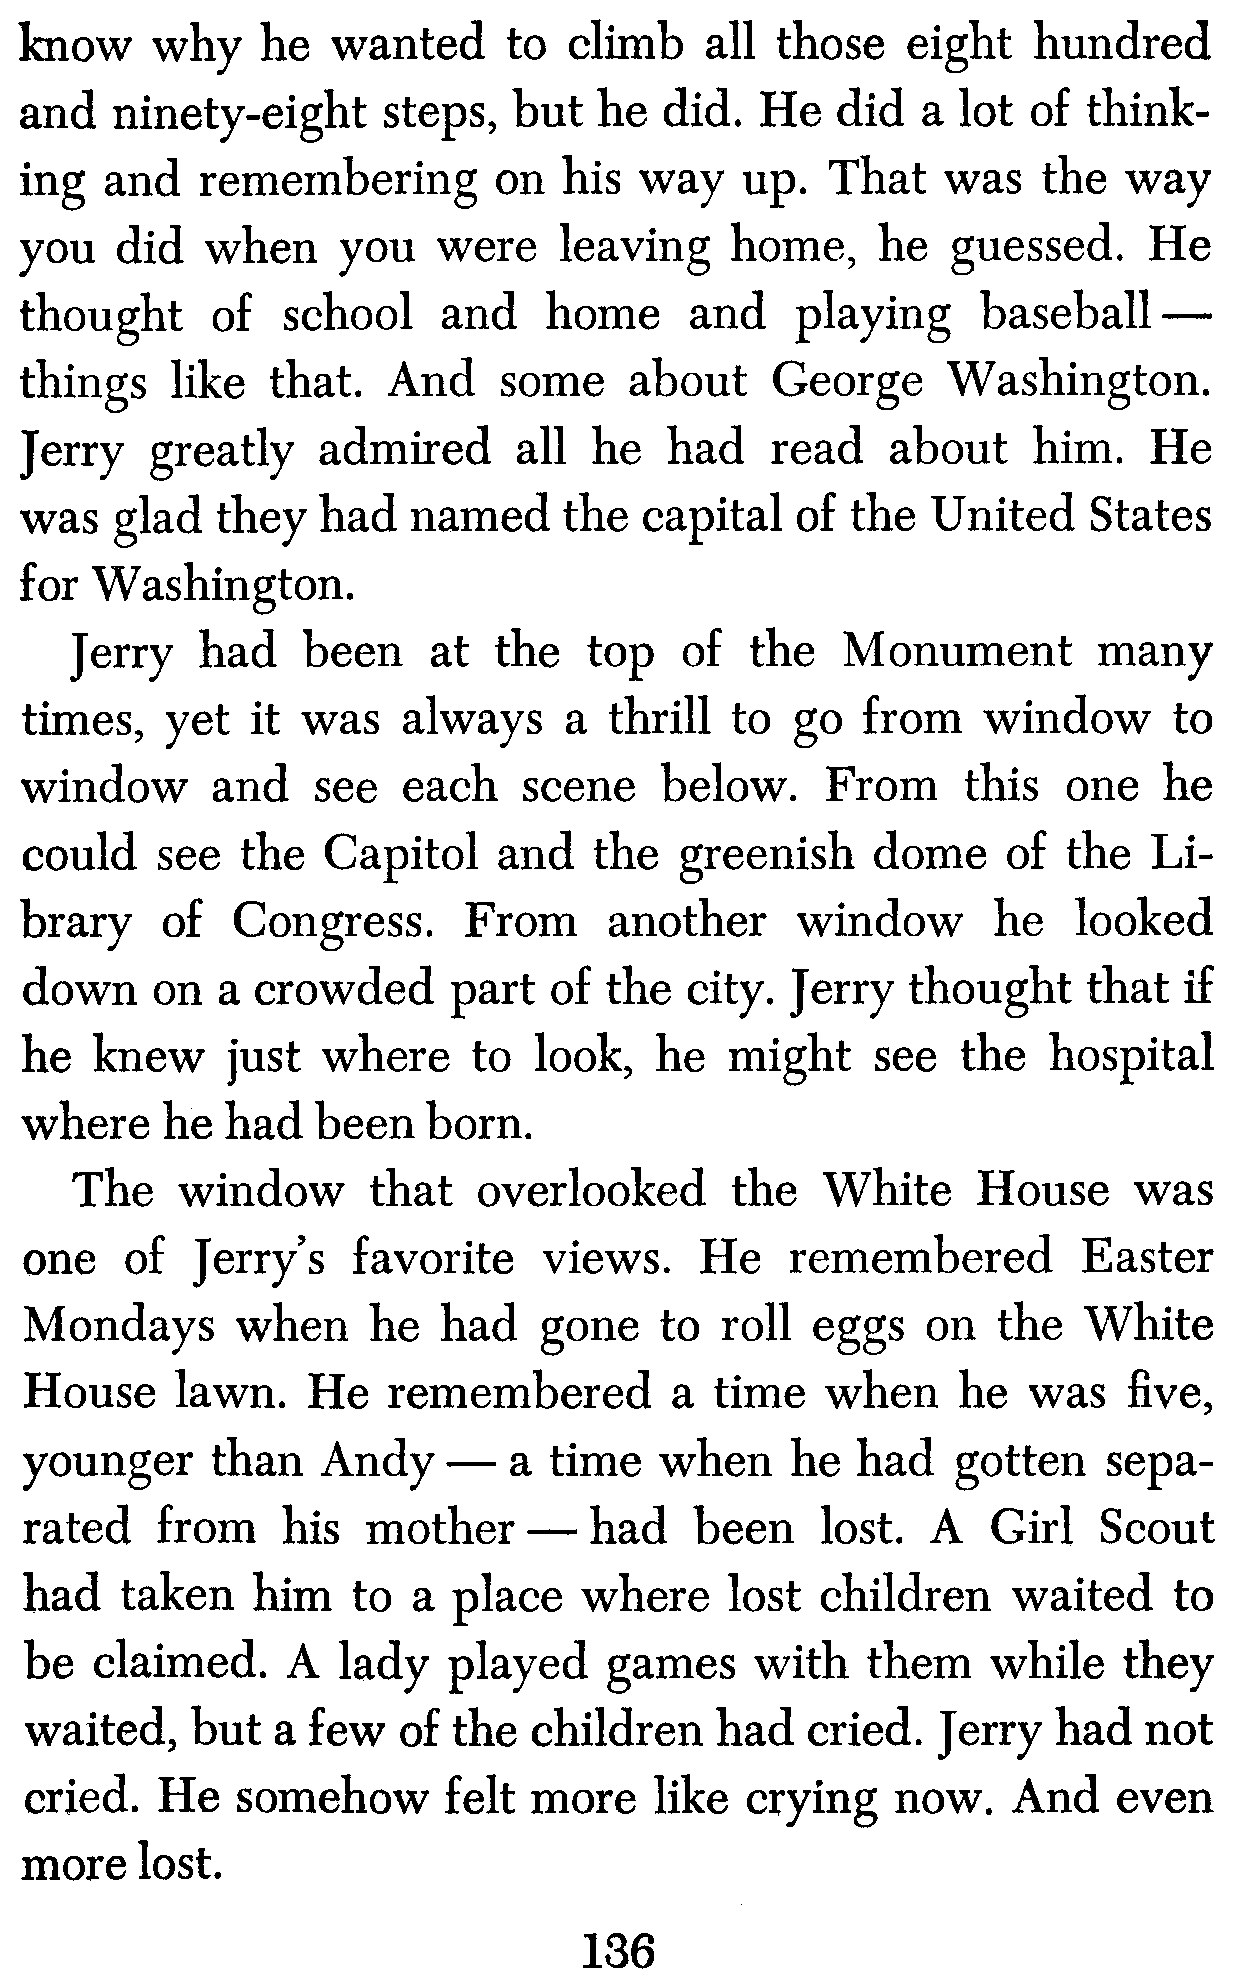 know why he wanted to climb all those eight hundred
and ninety-eight steps, but he did. He did a lot of think-
ing and remembering on his way up. That was the way
you did when you were leaving home, he guessed. He
thought of school and home and playing baseball —
things like that. And some about George Washington.
Jerry greatly admired all he had read about him. He
was glad they had named the capital of the United States
for Washington.
Jerry had been at the top of the Monument many
times, yet it was always a thrill to go from window to
window and see each scene below. From this one he
could see the Capitol and the greenish dome of the Li-
brary of Congress. From another window he looked
down on a crowded part of the city. Jerry thought that if
he knew just where to look, he might see the hospital
where he had been born.
The window that overlooked the White House was
one of Jerry's favorite views. He remembered Easter
Mondays when he had gone to roll eggs on the White
House lawn. He remembered a time when he was five,
younger than Andy — a time when he had gotten sepa-
rated from his mother — had been lost. A Girl Scout
had taken him to a place where lost children waited to
be claimed. A lady played games with them while they
waited, but a few of the children had cried. Jerry had not
cried. He somehow felt more like crying now. And even
more lost.
136